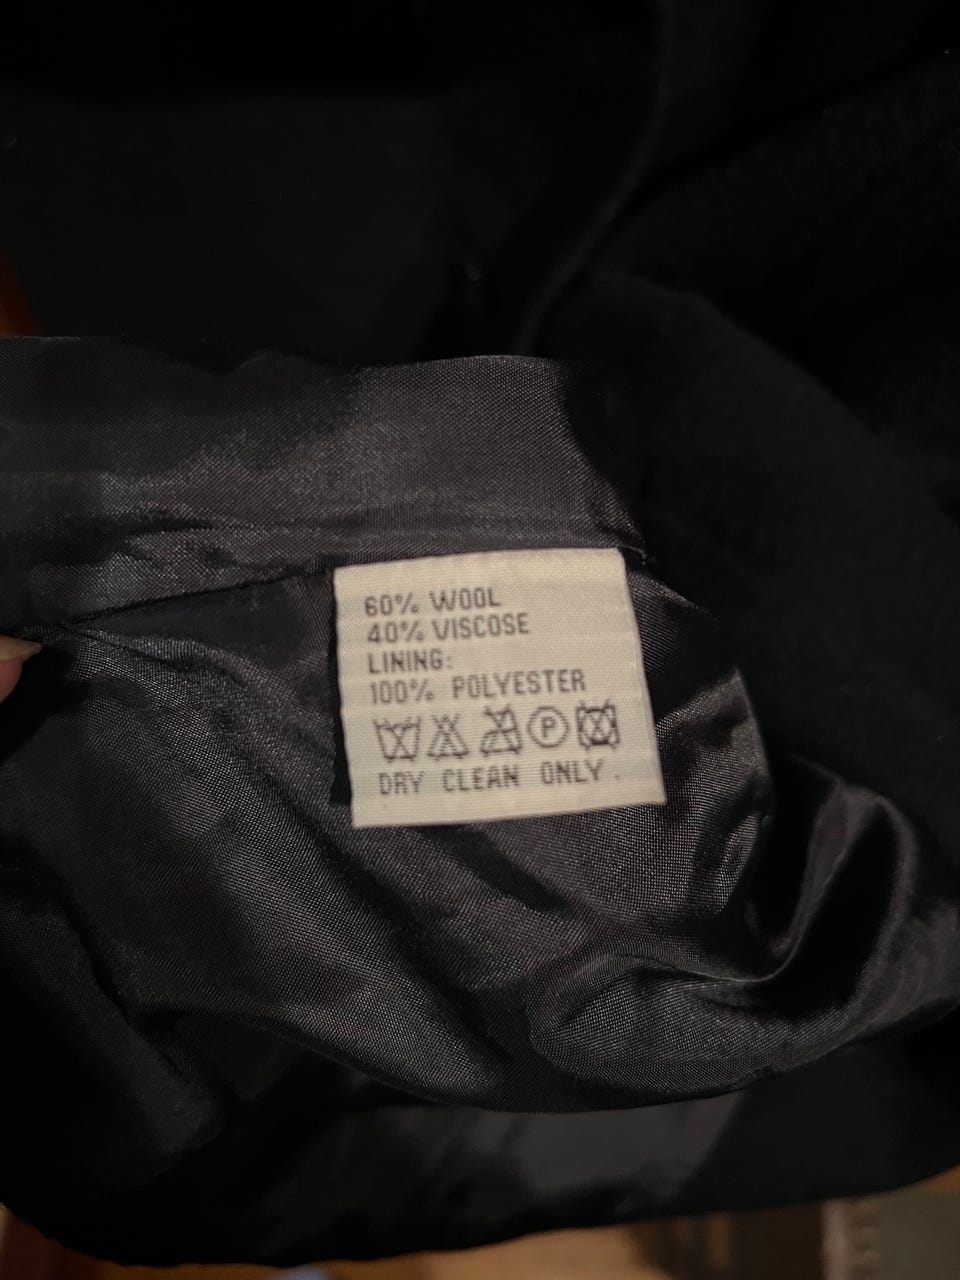 60% WOOL
40% VISCOSE
LINING:
100% POLYESTER
P
DRY CLEAN ONLY.